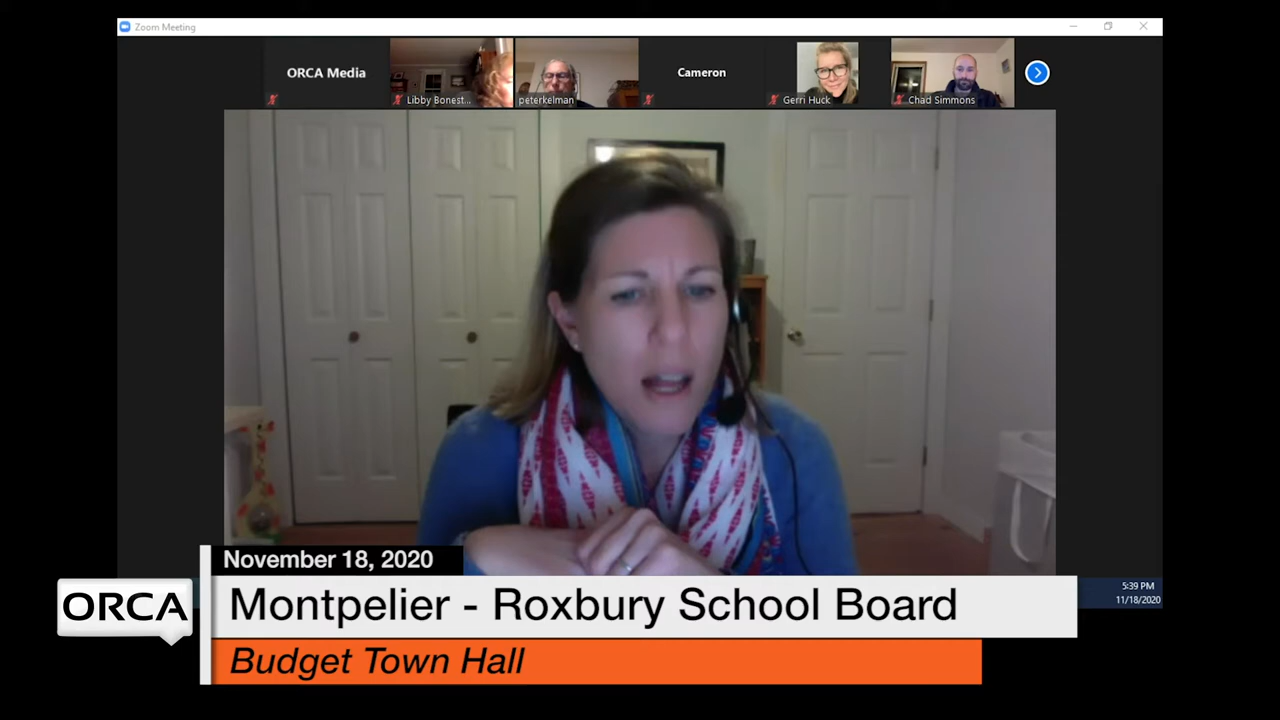 Zoom Meeting
ORCA Media
Libby Bonest...
peterkelman
Cameron
Gerri Huck
Chad Simmons
November 18, 2020
5:39 PM
11/18/2020
ORCA
Montpelier - Roxbury School Board
Budget Town Hall